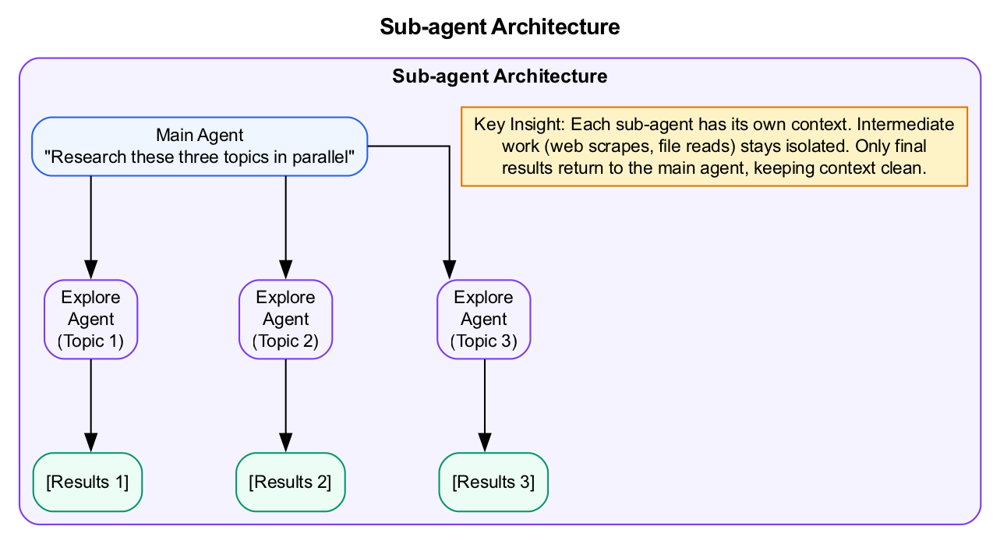 Sub-agent Architecture
Sub-agent Architecture
Main Agent
"Research these three topics in parallel"
Key Insight: Each sub-agent has its own context. Intermediate
work (web scrapes, file reads) stays isolated. Only final
results return to the main agent, keeping context clean.
Explore
Agent
(Topic 1)
Explore
Agent
(Topic 2)
Explore
Agent
(Topic 3)
[Results 1]
[Results 2]
[Results 3]